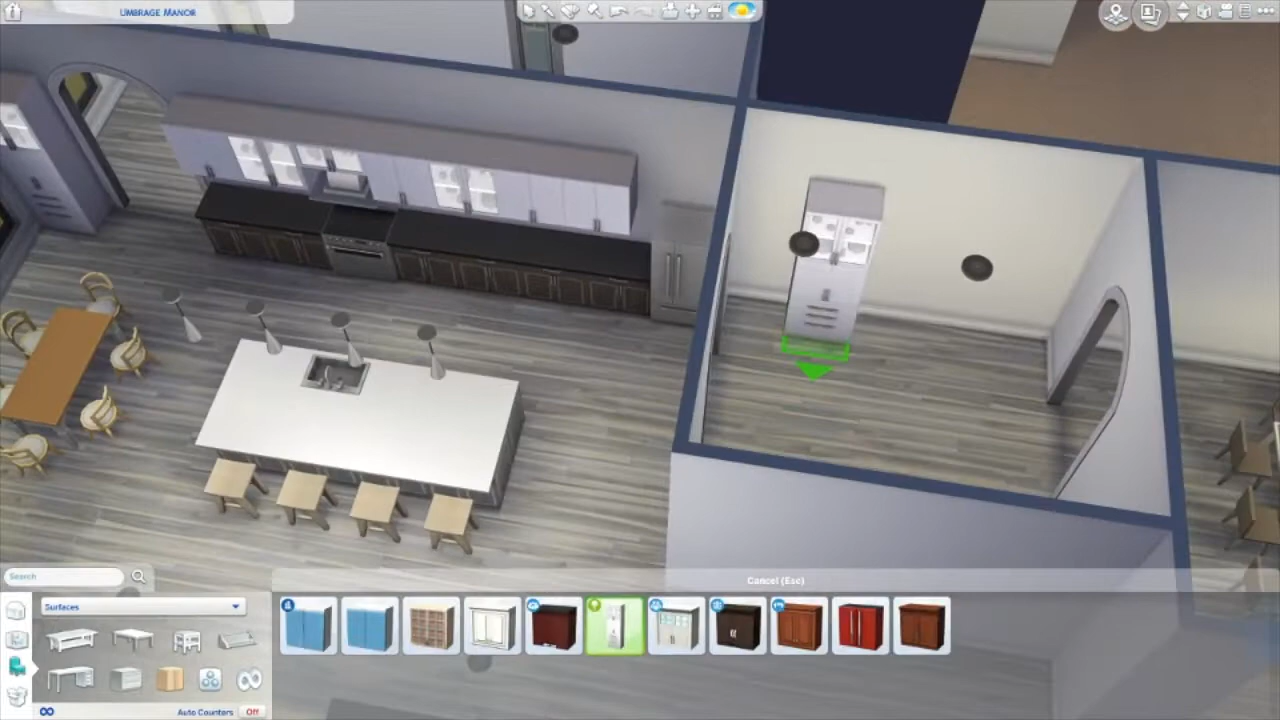 UMBRAGE MANOR
Cancel (Esc)
Search
Surfaces
Auto Counters Off